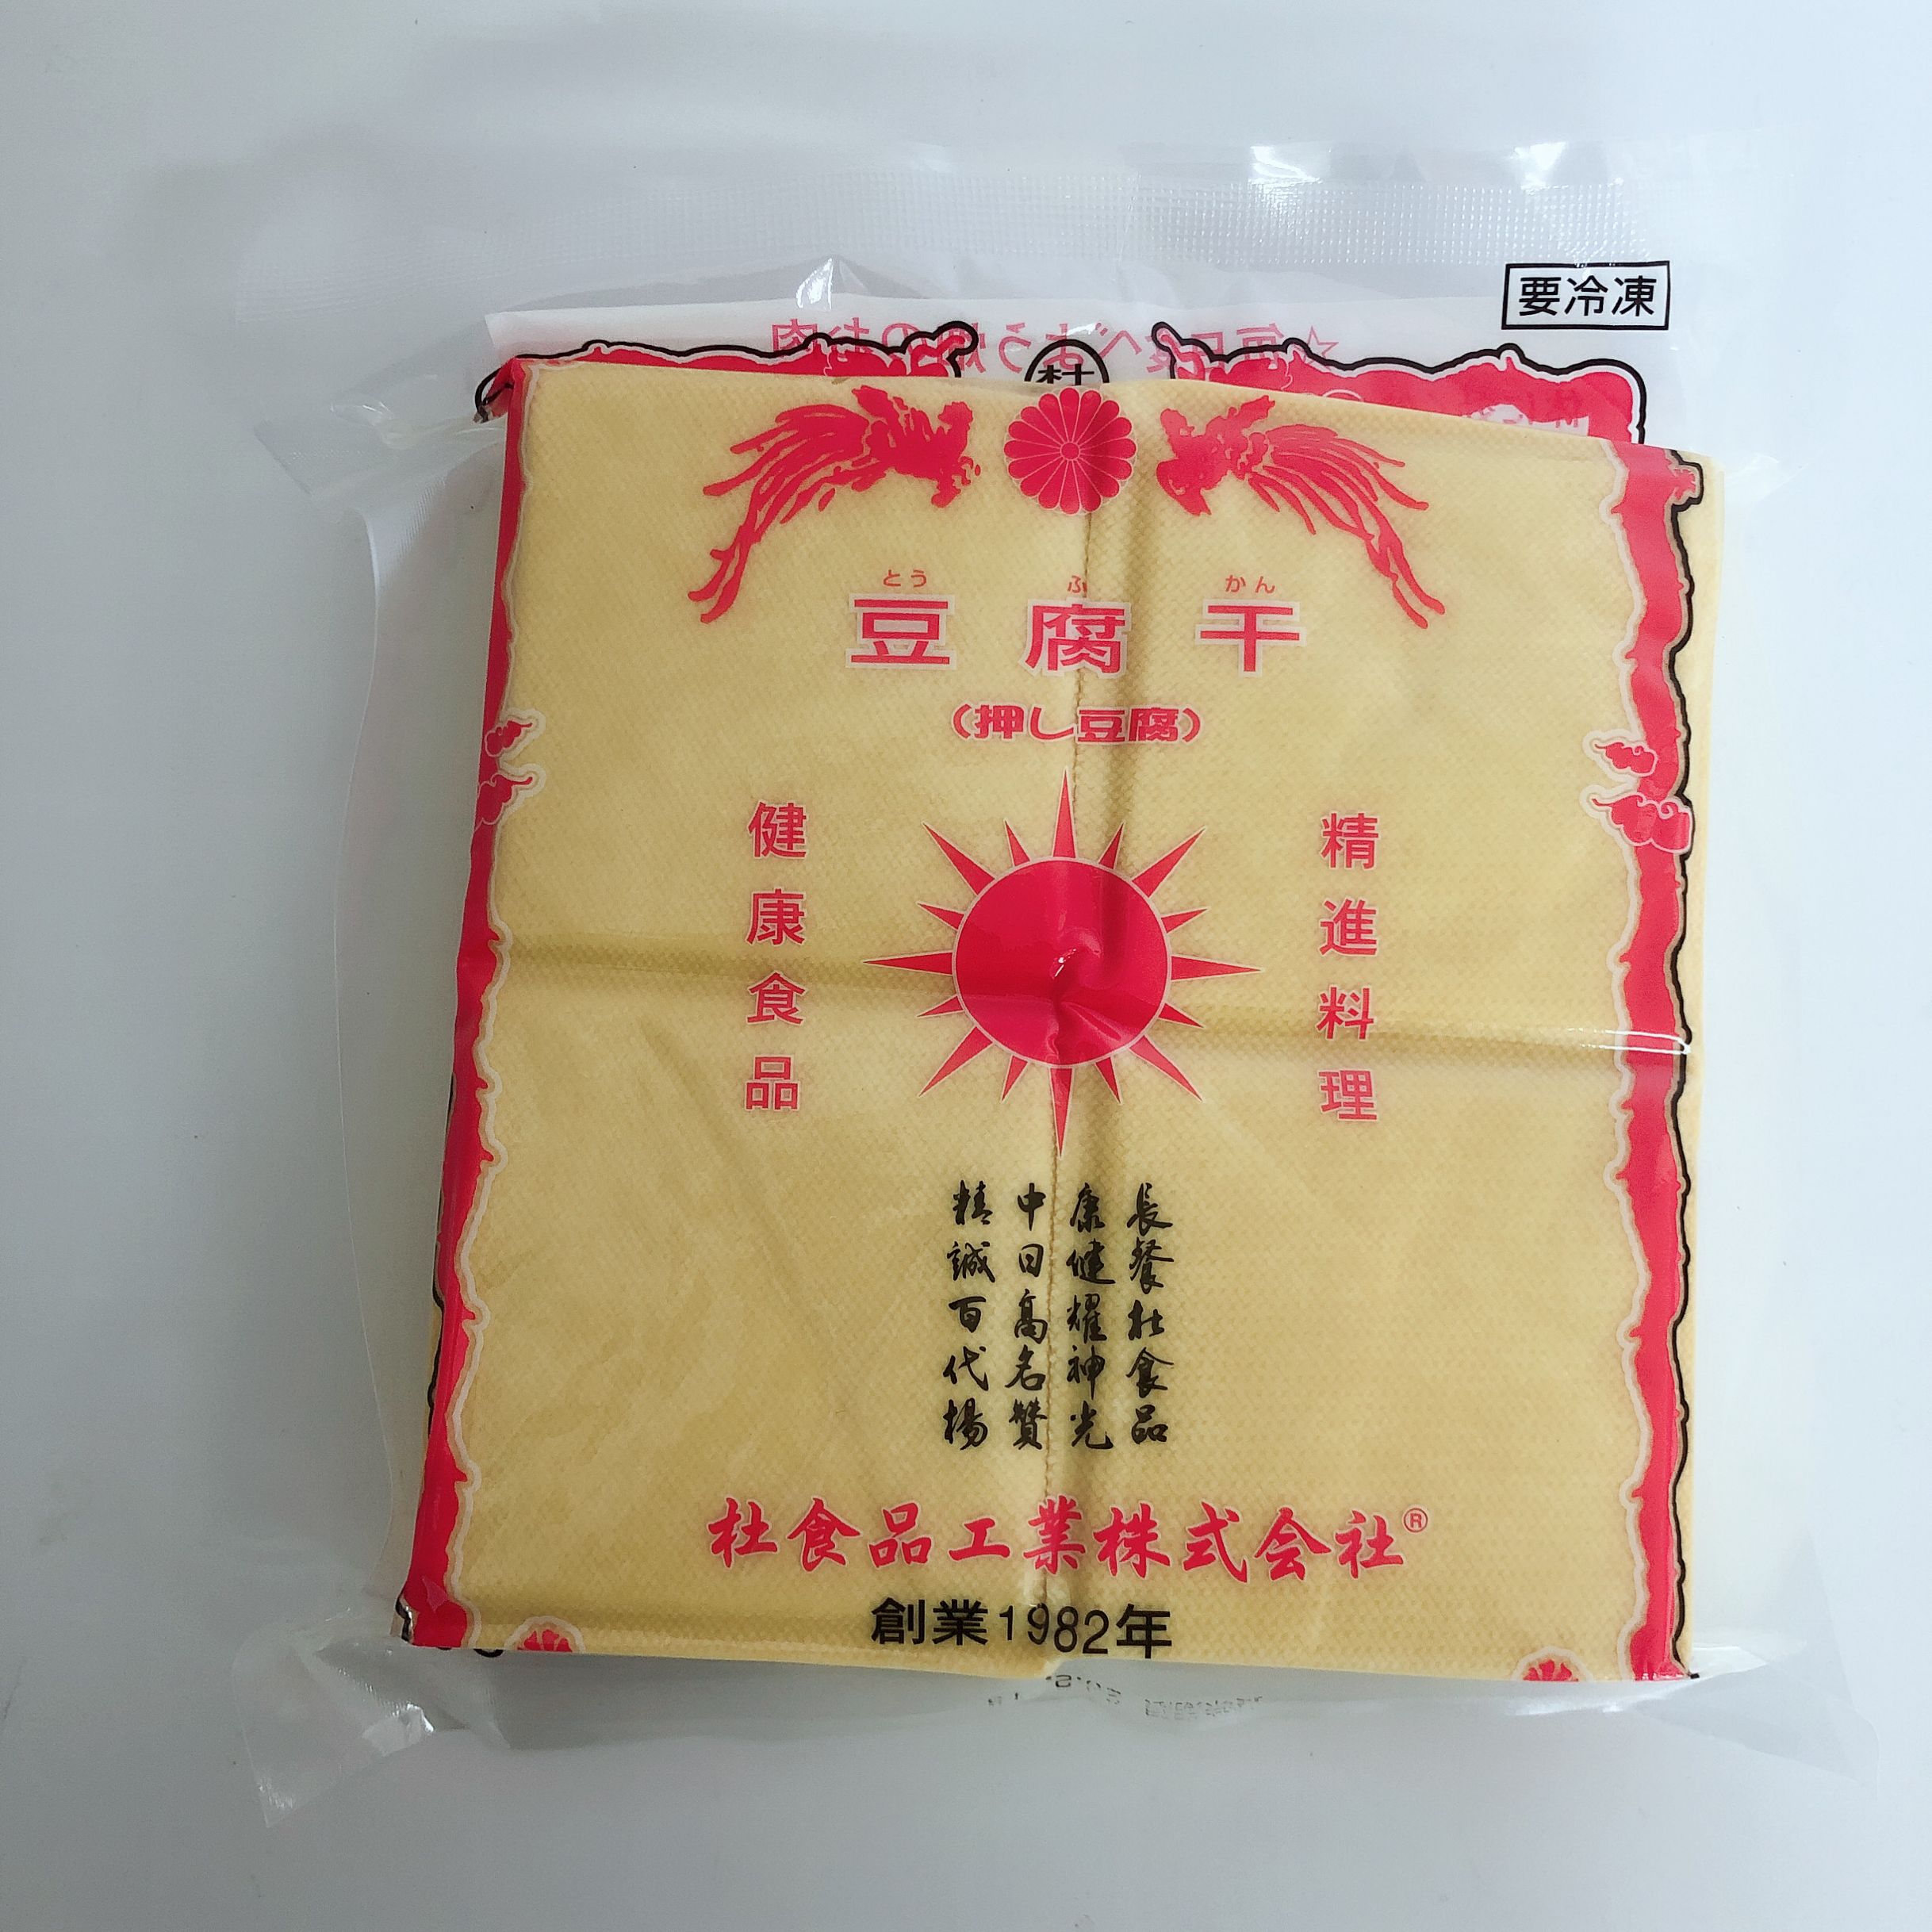 要冷凍
杜
とう ふ かん
豆腐干
(押し豆腐)
精進料理
健康食品
長餐杜食品
康健耀神光
中日高名贊
精誠百代揚
杜食品工業株式会社®
創業1982年